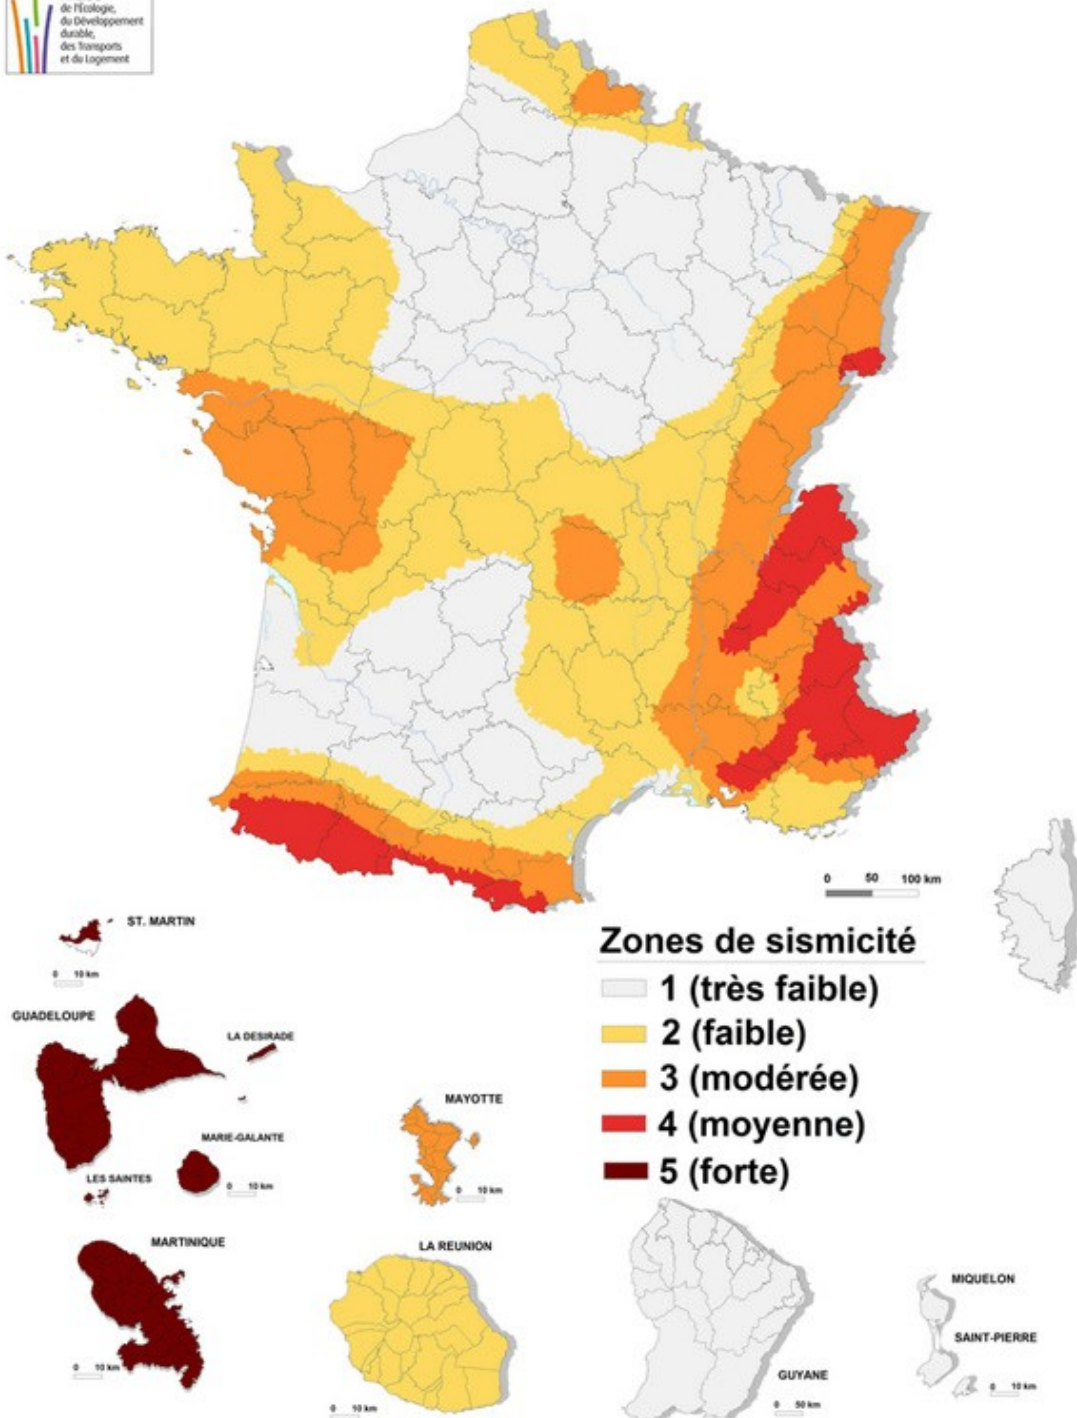 de l'Écologie,
du Développement
durable,
des Transports
et du Logement
0 50 100 km
ST. MARTIN
0 10 km
Zones de sismicité
1 (très faible)
2 (faible)
3 (modérée)
4 (moyenne)
5 (forte)
GUADELOUPE
LA DESIRADE
MARIE-GALANTE
0 10 km
LES SAINTES
MAYOTTE
0 10 km
MARTINIQUE
0 10 km
LA REUNION
0 10 km
GUYANE
0 50 km
MIQUELON
SAINT-PIERRE
0 10 km